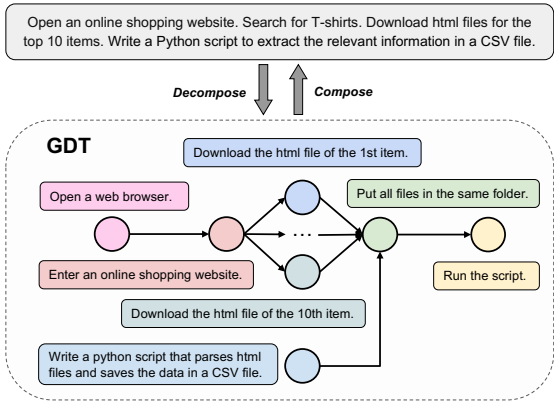 Open an online shopping website. Search for T-shirts. Download html files for the
top 10 items. Write a Python script to extract the relevant information in a CSV file.
Decompose
Compose
GDT
Download the html file of the 1st item.
Open a web browser.
Put all files in the same folder.
...
Enter an online shopping website.
Run the script.
Download the html file of the 10th item.
Write a python script that parses html
files and saves the data in a CSV file.